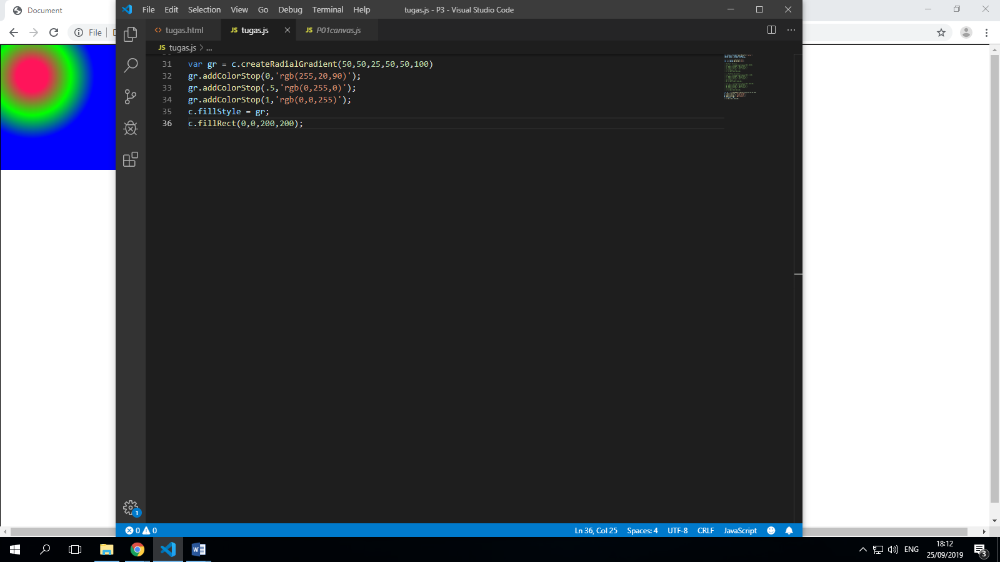 Document
File
D
File Edit Selection View Go Debug Terminal Help
tugas.js - P3 - Visual Studio Code
<> tugas.html
JS tugas.js
JS P01canvas.js
JS tugas.js > ...
31 var gr = c.createRadialGradient(50,50,25,50,50,100)
32 gr.addColorStop(0,'rgb(255,20,90)');
33 gr.addColorStop(.5,'rgb(0,255,0)');
34 gr.addColorStop(1,'rgb(0,0,255)');
35 c.fillStyle = gr;
36 c.fillRect(0,0,200,200);
1
0 0
Ln 36, Col 25 Spaces: 4 UTF-8 CRLF JavaScript
ENG
18:12
25/09/2019
3